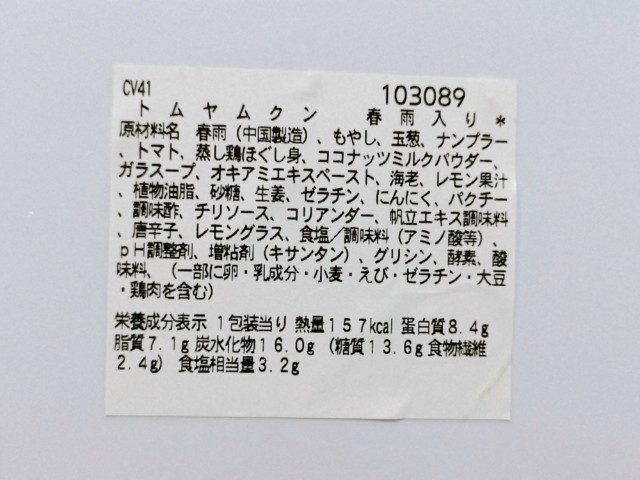 CV41 103089
トムヤムクン 春雨入り*
原材料名 春雨(中国製造)、もやし、玉葱、ナンプラー
、トマト、蒸し鶏ほぐし身、ココナッツミルクパウダー、
ガラスープ、オキアミエキスペースト、海老、レモン果汁
、植物油脂、砂糖、生姜、ゼラチン、にんにく、パクチー
、調味酢、チリソース、コリアンダー、帆立エキス調味料
、唐辛子、レモングラス、食塩/調味料(アミノ酸等)、
pH調整剤、増粘剤(キサンタン)、グリシン、酵素、酸
味料、(一部に卵・乳成分・小麦・えび・ゼラチン・大豆
・鶏肉を含む)
栄養成分表示 1包装当り 熱量157kcal 蛋白質8.4g
脂質7.1g 炭水化物16.0g (糖質13.6g 食物繊維
2.4g) 食塩相当量3.2g